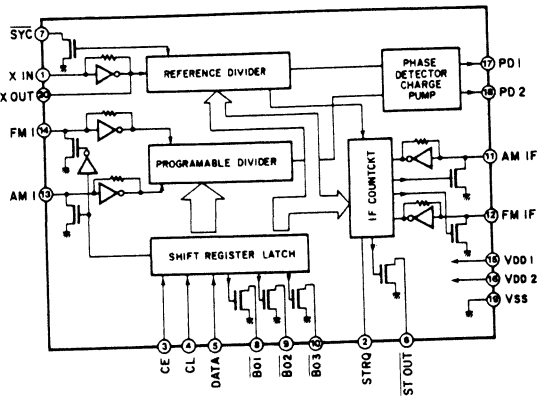 SYC 7
X IN 1
X OUT 20
FM I 14
AM I 13
REFERENCE DIVIDER
PROGRAMABLE DIVIDER
SHIFT REGISTER LATCH
PHASE
DETECTOR
CHARGE
PUMP
IF COUNTCKT
17 PD 1
18 PD 2
11 AM IF
12 FM IF
15 VDD 1
16 VDD 2
19 VSS
3 4 5 8 9 10 2 6
CE
CL
DATA
BO1
BO2
BO3
STRQ
ST OUT